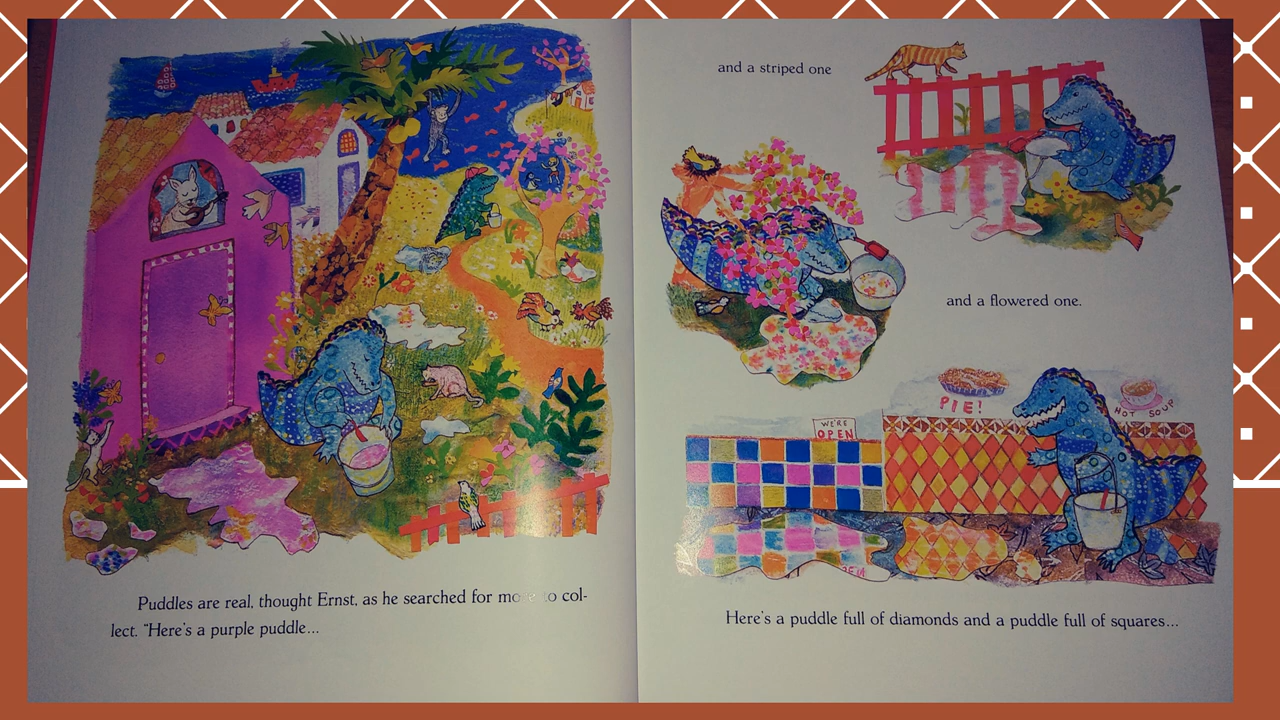 Puddles are real, thought Ernst, as he searched for more to col-
lect. "Here's a purple puddle...
and a striped one
and a flowered one.
WE'RE
OPEN
PIE!
HOT SOUP
Here's a puddle full of diamonds and a puddle full of squares...